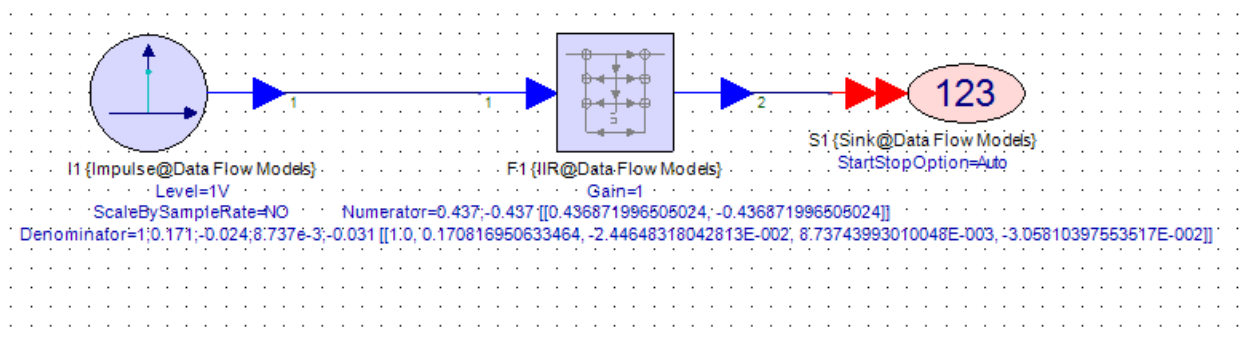 123
1
1
2
S1 {Sink@Data Flow Models}
StartStopOption=Auto
I1 {Impulse@Data Flow Models}
F1 {IIR@Data Flow Models}
Level=1V
Gain=1
ScaleBySampleRate=NO
Numerator=0.437;-0.437 [[0.436871996505024, -0.436871996505024]]
Denominator=1;0.171;-0.024;8.737e-3;-0.031 [[1.0, 0.170816950633464, -2.44648318042813E-002, 8.73743993010048E-003, -3.05810397553517E-002]]